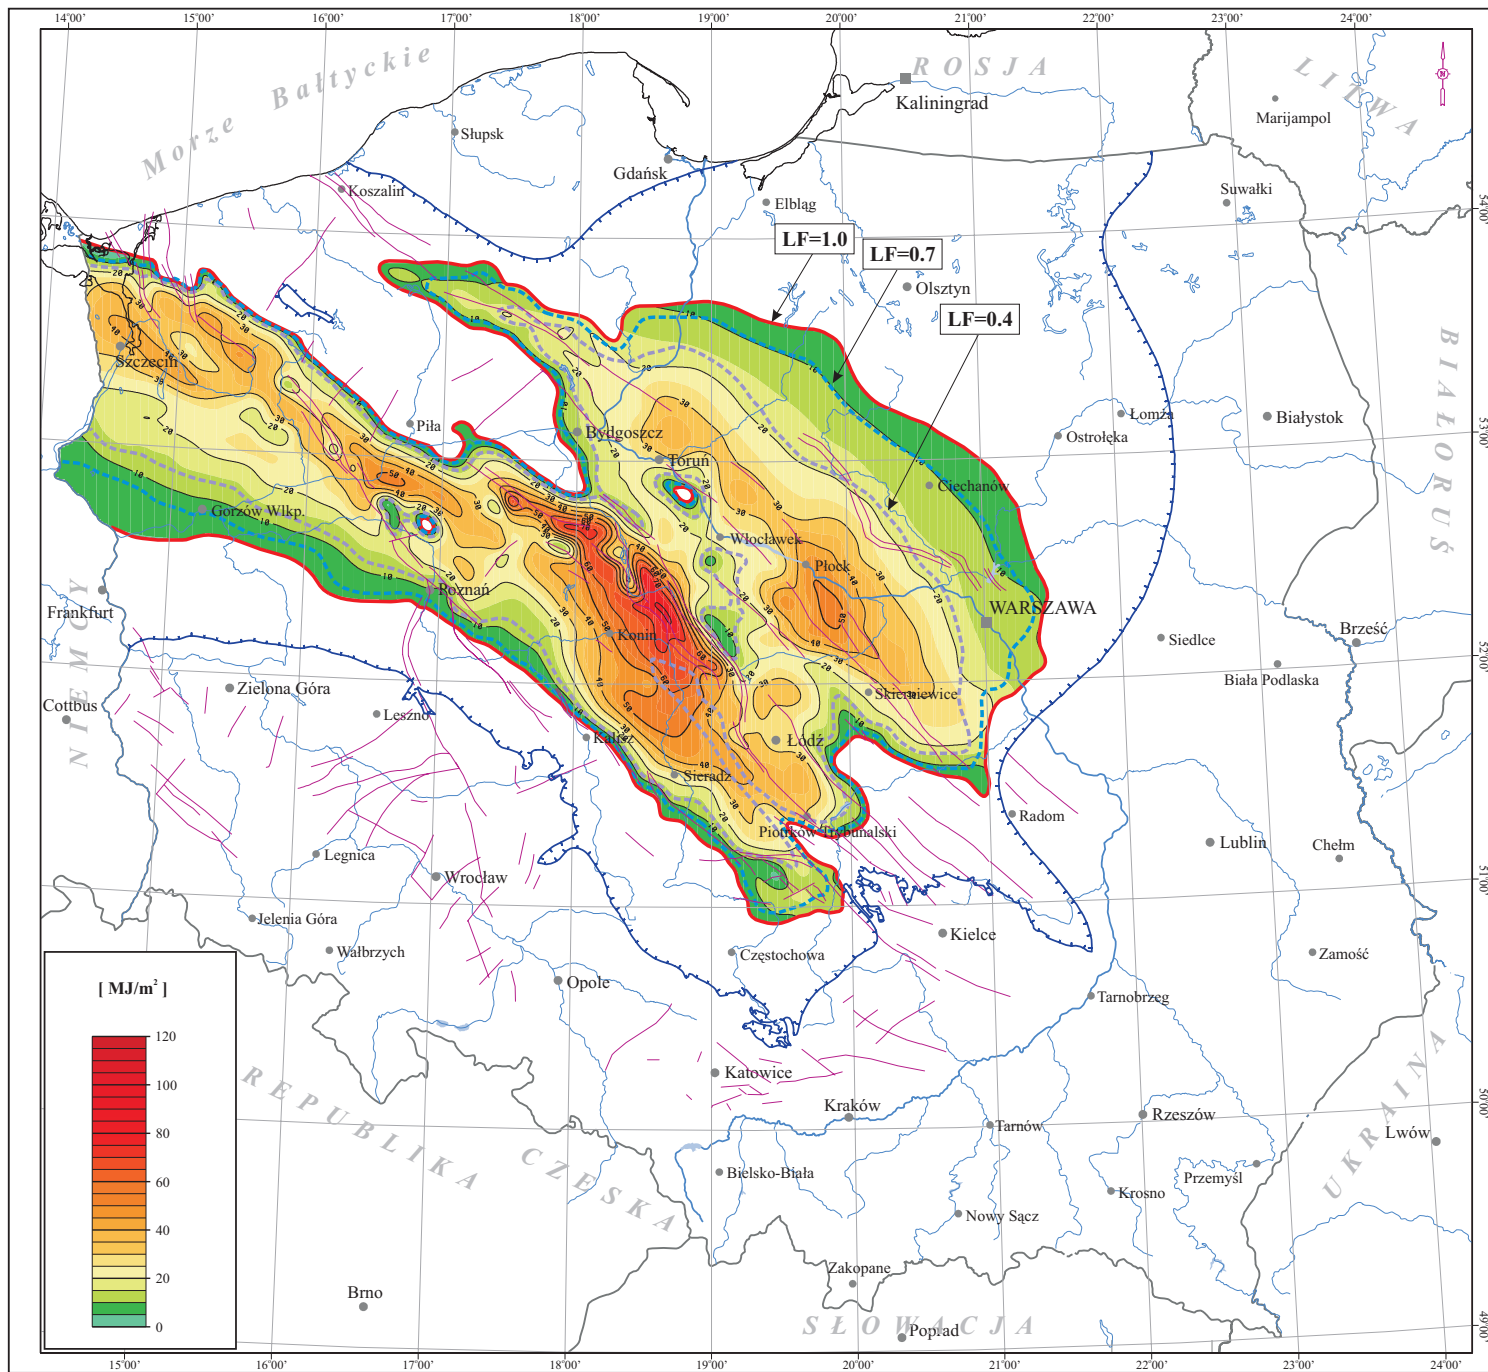 14°00' 15°00' 16°00' 17°00' 18°00' 19°00' 20°00' 21°00' 22°00' 23°00' 24°00'
Morze Bałtyckie
ROSJA
LITWA
Kaliningrad
Marijampol
Słupsk
Gdańsk
Koszalin
Elbląg
Suwałki
54°00'
LF=1.0
LF=0.7
Olsztyn
LF=0.4
BIAŁORUŚ
Szczecin
Piła
Bydgoszcz
Łomża
Białystok
Ostrołęka
53°00'
Toruń
Ciechanów
Gorzów Wlkp.
Włocławek
Płock
NIEMCY
Poznań
Frankfurt
WARSZAWA
Konin
Siedlce
Brześć
52°00'
Biała Podlaska
Zielona Góra
Skierniewice
Cottbus
Leszno
Kalisz
Łódź
Sieradz
Radom
Piotrków Trybunalski
Lublin
Chełm
Legnica
Wrocław
51°00'
Jelenia Góra
Kielce
Wałbrzych
Częstochowa
Zamość
Opole
Tarnobrzeg
[ MJ/m² ]
120
100
80
60
40
20
0
REPUBLIKA CZESKA
Katowice
Kraków
Rzeszów
50°00'
Tarnów
Lwów
UKRAINA
Bielsko-Biała
Przemyśl
Krosno
Nowy Sącz
Zakopane
Brno
SŁOWACJA
Poprad
49°00'
15°00' 16°00' 17°00' 18°00' 19°00' 20°00' 21°00' 22°00' 23°00' 24°00'